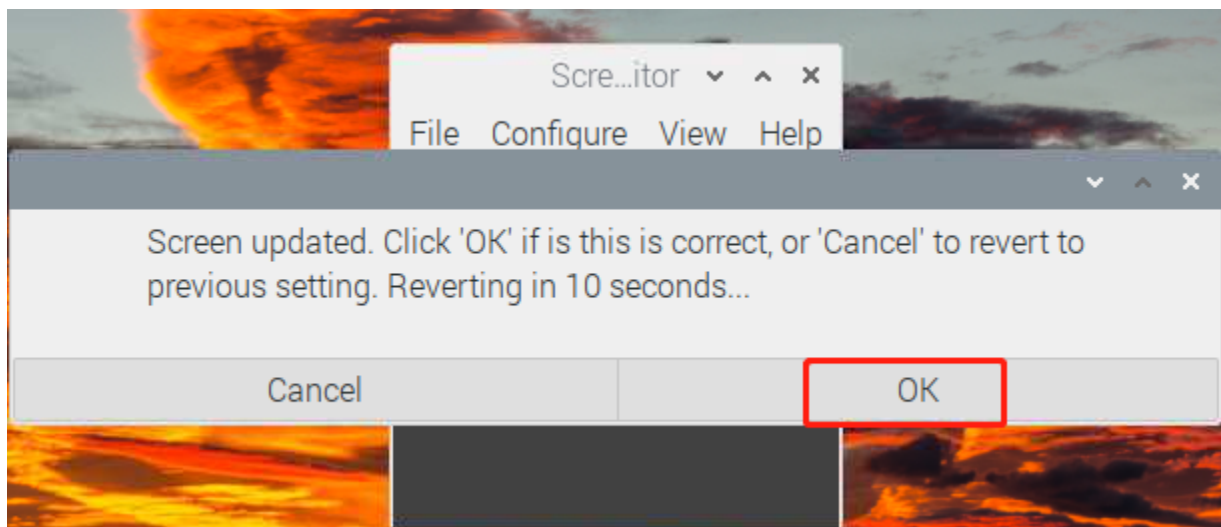 Scre...itor
File Configure View Help
Screen updated. Click 'OK' if is this is correct, or 'Cancel' to revert to
previous setting. Reverting in 10 seconds...
Cancel OK